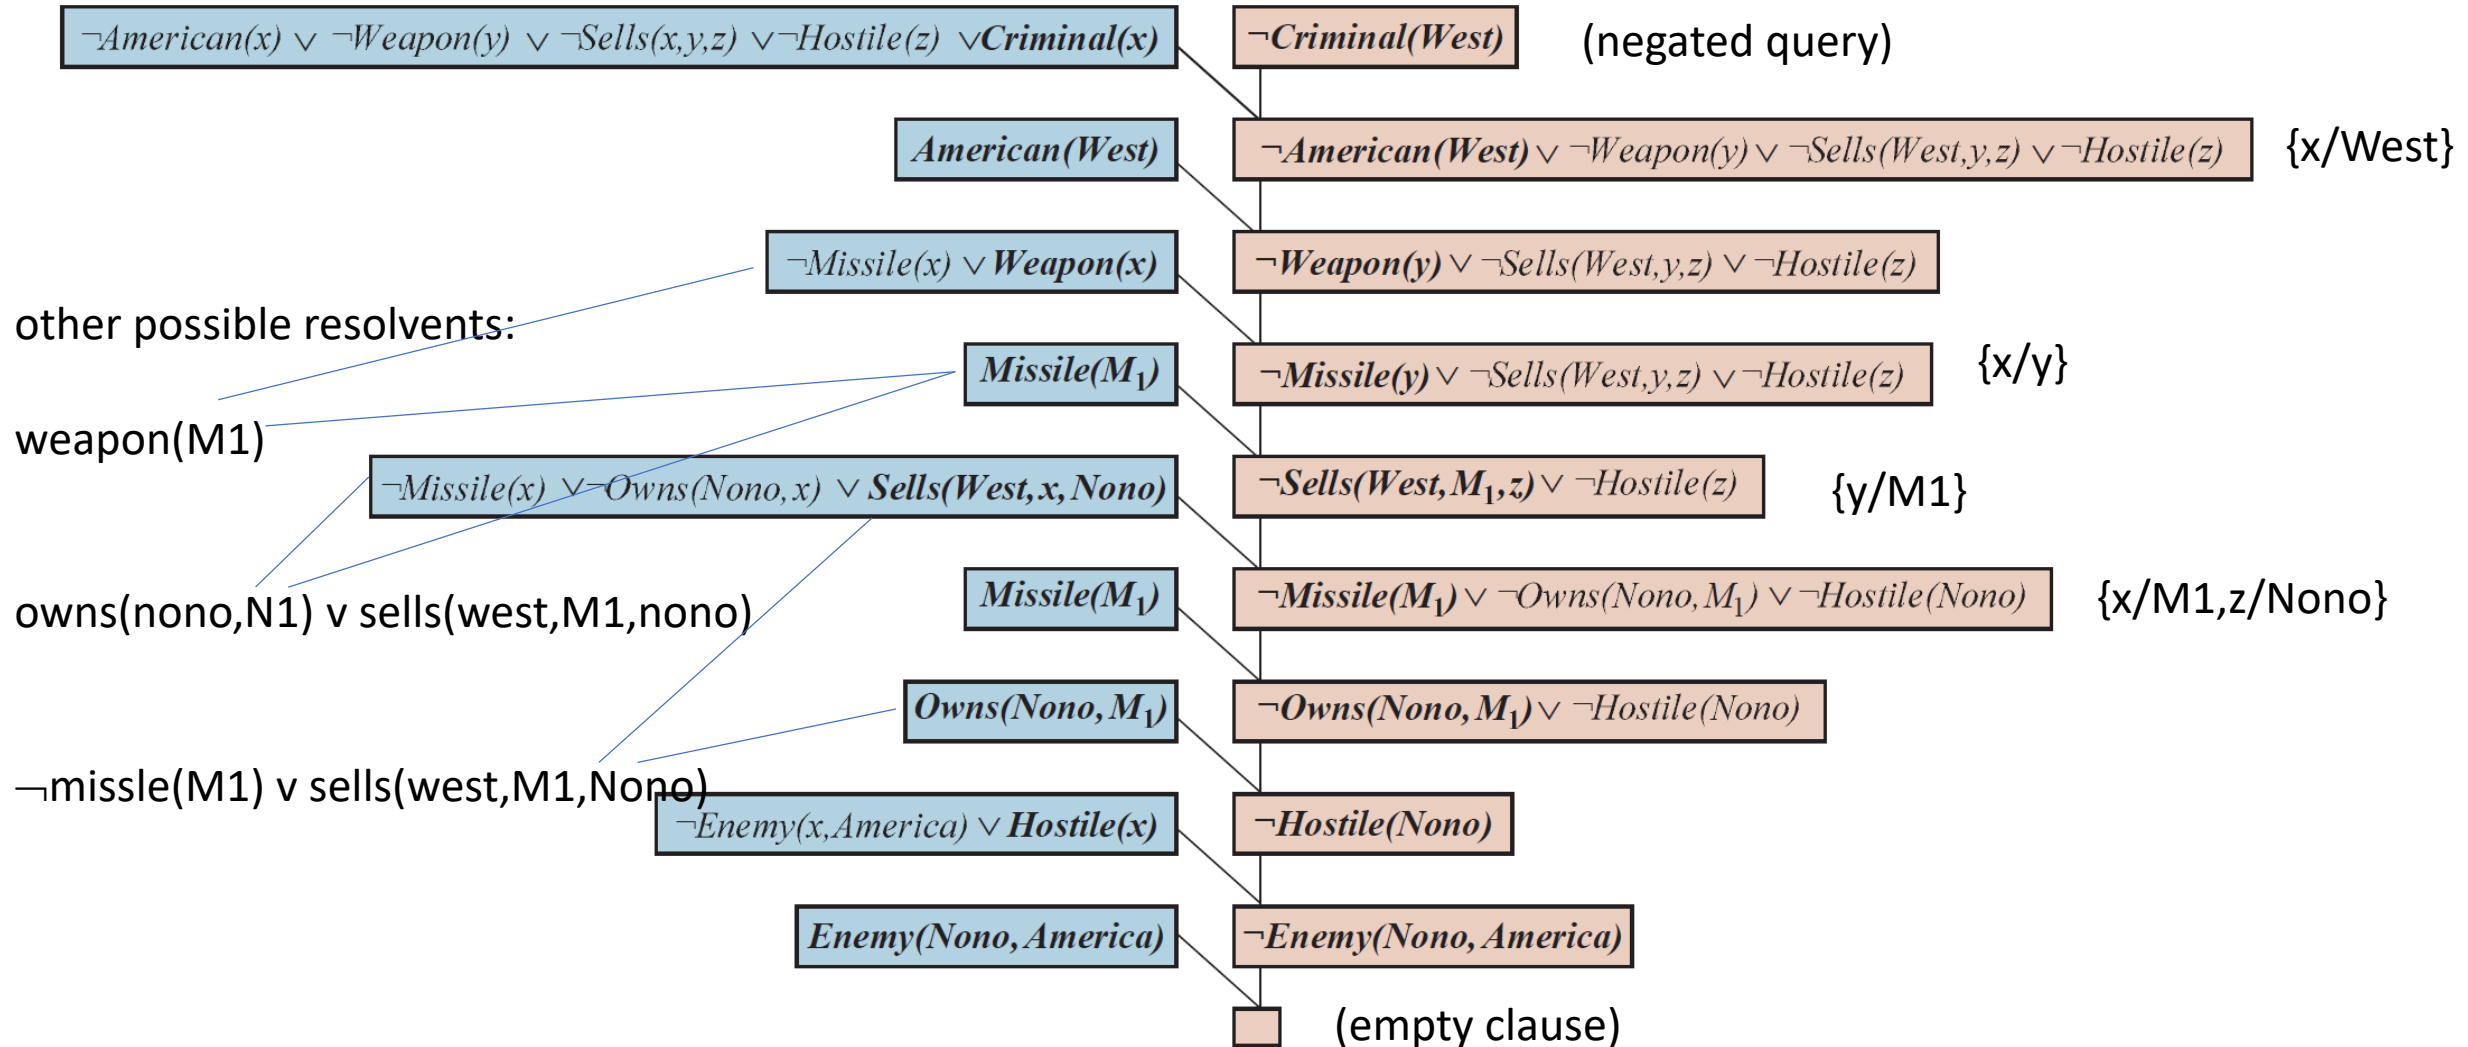 ¬American(x) ∨ ¬Weapon(y) ∨ ¬Sells(x,y,z) ∨¬Hostile(z) ∨Criminal(x) ¬Criminal(West) (negated query)
American(West) ¬American(West) ∨ ¬Weapon(y) ∨ ¬Sells(West,y,z) ∨ ¬Hostile(z) {x/West}
¬Missile(x) ∨ Weapon(x) ¬Weapon(y) ∨ ¬Sells(West,y,z) ∨ ¬Hostile(z)
other possible resolvents:
Missile(M₁) ¬Missile(y) ∨ ¬Sells(West,y,z) ∨ ¬Hostile(z) {x/y}
weapon(M1)
¬Missile(x) ∨¬Owns(Nono,x) ∨ Sells(West,x,Nono) ¬Sells(West,M₁,z) ∨ ¬Hostile(z) {y/M1}
Missile(M₁) ¬Missile(M₁) ∨ ¬Owns(Nono,M₁) ∨ ¬Hostile(Nono) {x/M1,z/Nono}
owns(nono,N1) v sells(west,M1,nono)
Owns(Nono,M₁) ¬Owns(Nono,M₁) ∨ ¬Hostile(Nono)
¬missle(M1) v sells(west,M1,Nono)
¬Enemy(x,America) ∨ Hostile(x) ¬Hostile(Nono)
Enemy(Nono,America) ¬Enemy(Nono,America)
(empty clause)